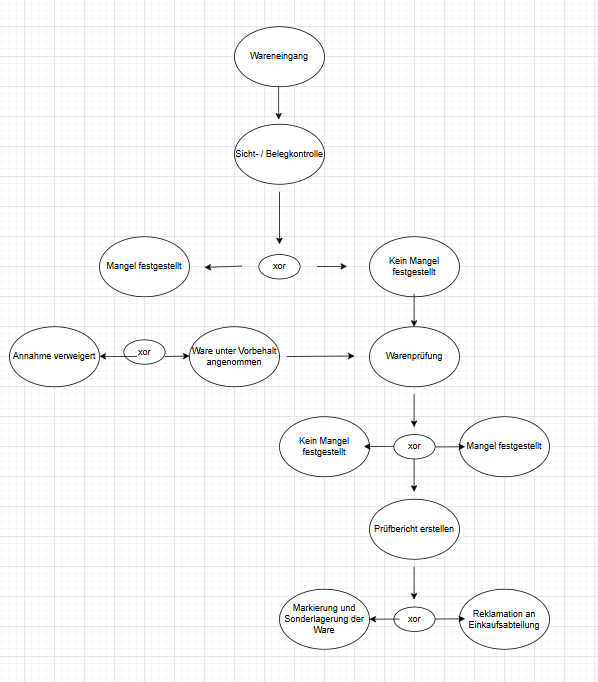 Wareneingang
Sicht- / Belegkontrolle
Mangel festgestellt
xor
Kein Mangel
festgestellt
Annahme verweigert
xor
Ware unter Vorbehalt
angenommen
Warenprüfung
Kein Mangel
festgestellt
xor
Mangel festgestellt
Prüfbericht erstellen
Markierung und
Sonderlagerung der
Ware
xor
Reklamation an
Einkaufsabteilung